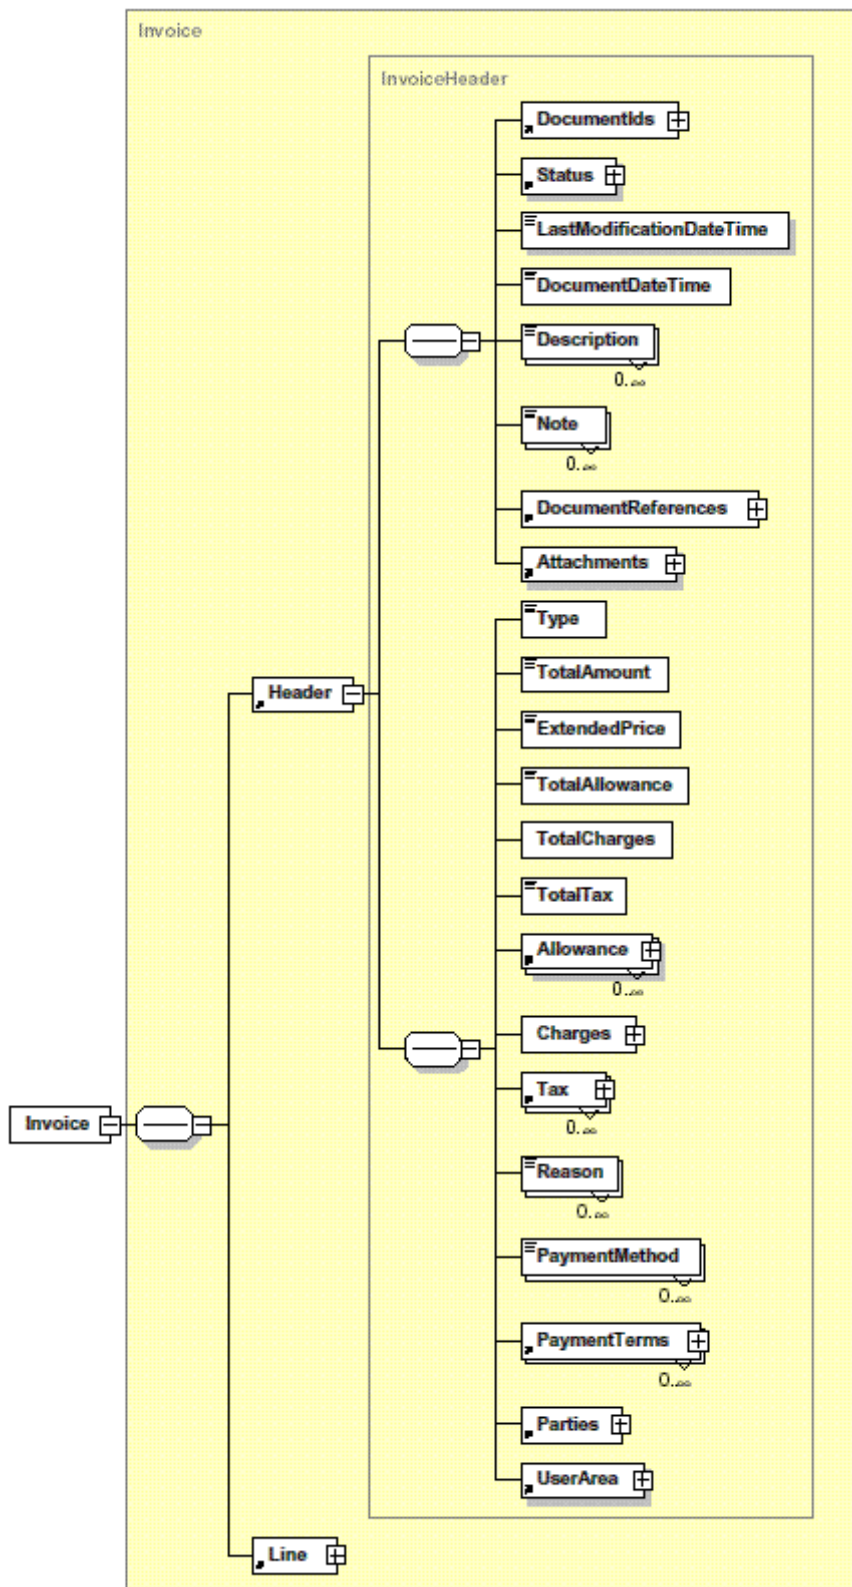 Invoice
InvoiceHeader
DocumentIds
Status
LastModificationDateTime
DocumentDateTime
Description
0..∞
Note
0..∞
DocumentReferences
Attachments
Type
Header
TotalAmount
ExtendedPrice
TotalAllowance
TotalCharges
TotalTax
Allowance
0..∞
Charges
Tax
Invoice
0..∞
Reason
0..∞
PaymentMethod
0..∞
PaymentTerms
0..∞
Parties
UserArea
Line